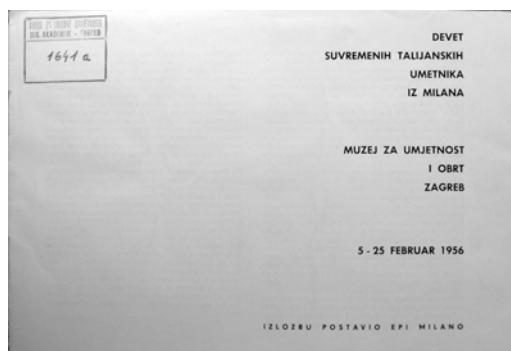 1641 a
DEVET
SUVREMENIH TALIJANSKIH
UMETNIKA
IZ MILANA
MUZEJ ZA UMJETNOST
I OBRT
ZAGREB
5 - 25 FEBRUAR 1956
IZLOZBU POSTAVIO EPI MILANO